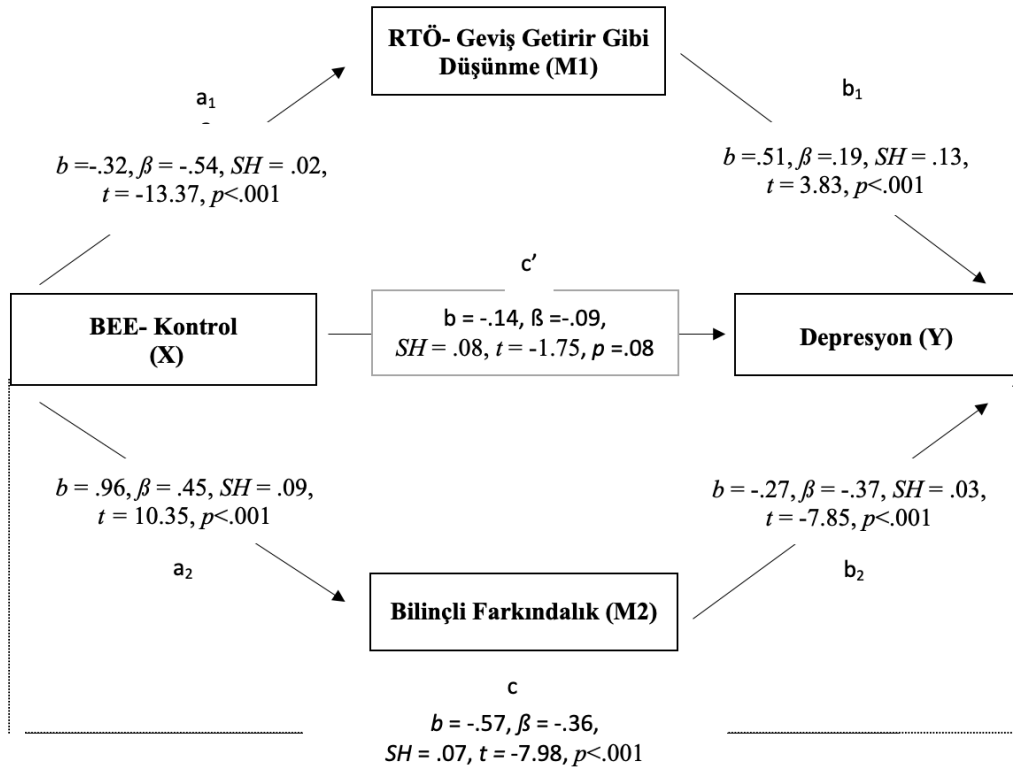 RTÖ- Geviş Getirir Gibi
Düşünme (M1)
a₁
b₁
b =-.32, β = -.54, SH = .02,
t = -13.37, p<.001
b =.51, β =.19, SH = .13,
t = 3.83, p<.001
c’
BEE- Kontrol
(X)
b = -.14, ß =-.09,
SH = .08, t = -1.75, p =.08
Depresyon (Y)
b = .96, β = .45, SH = .09,
t = 10.35, p<.001
b = -.27, β = -.37, SH = .03,
t = -7.85, p<.001
a₂
b₂
Bilinçli Farkındalık (M2)
c
b = -.57, ß = -.36,
SH = .07, t = -7.98, p<.001